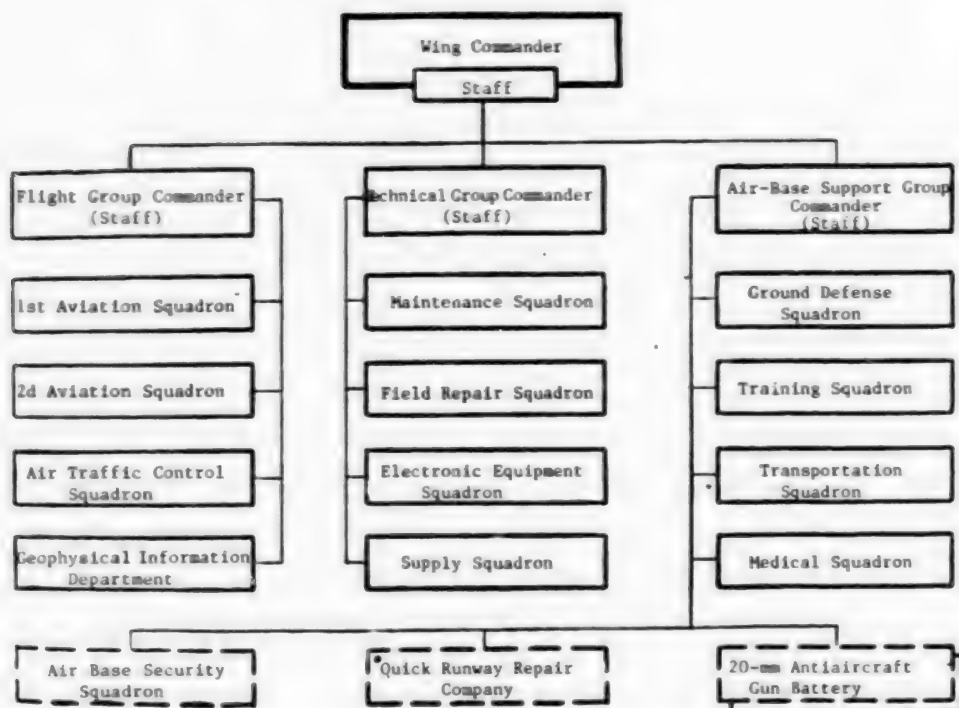 Wing Commander
Staff
Flight Group Commander
(Staff)
1st Aviation Squadron
2d Aviation Squadron
Air Traffic Control
Squadron
Geophysical Information
Department
echnical Group Commander
(Staff)
Maintenance Squadron
Field Repair Squadron
Electronic Equipment
Squadron
Supply Squadron
Air-Base Support Group
Commander
(Staff)
Ground Defense
Squadron
Training Squadron
Transportation
Squadron
Medical Squadron
Air Base Security
Squadron
Quick Runway Repair
Company
20-mm Antiaircraft
Gun Battery